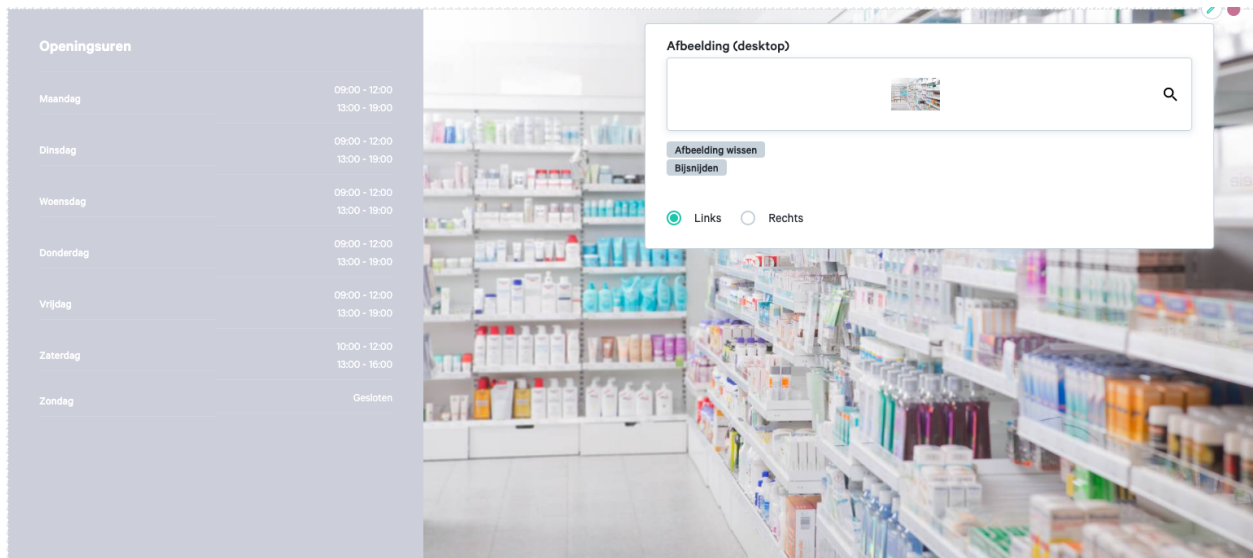 Openingsuren
Maandag
09:00 - 12:00
13:00 - 19:00
Dinsdag
09:00 - 12:00
13:00 - 19:00
Woensdag
09:00 - 12:00
13:00 - 19:00
Donderdag
09:00 - 12:00
13:00 - 19:00
Vrijdag
09:00 - 12:00
13:00 - 19:00
Zaterdag
10:00 - 12:00
13:00 - 16:00
Zondag
Gesloten
Afbeelding (desktop)
Afbeelding wissen
Bijsnijden
Links
Rechts